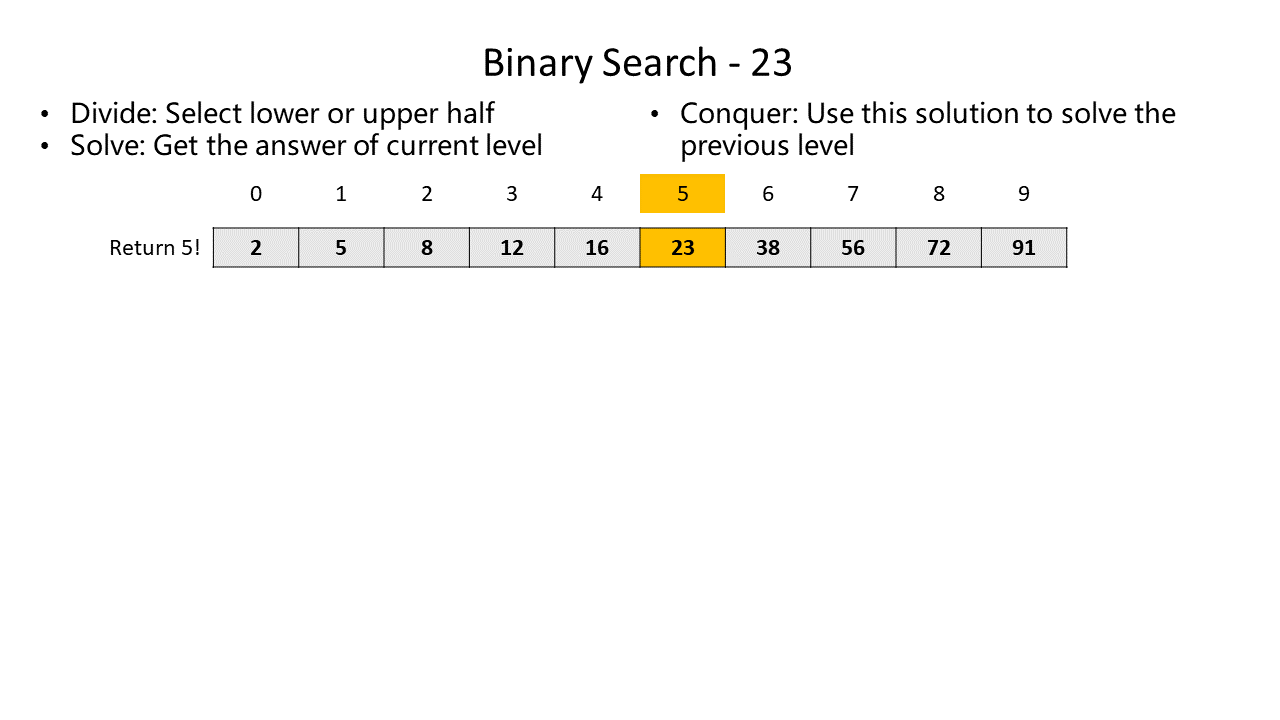 Binary Search - 23
• Divide: Select lower or upper half
• Solve: Get the answer of current level
• Conquer: Use this solution to solve the
previous level
0 1 2 3 4 5 6 7 8 9
Return 5! 2 5 8 12 16 23 38 56 72 91